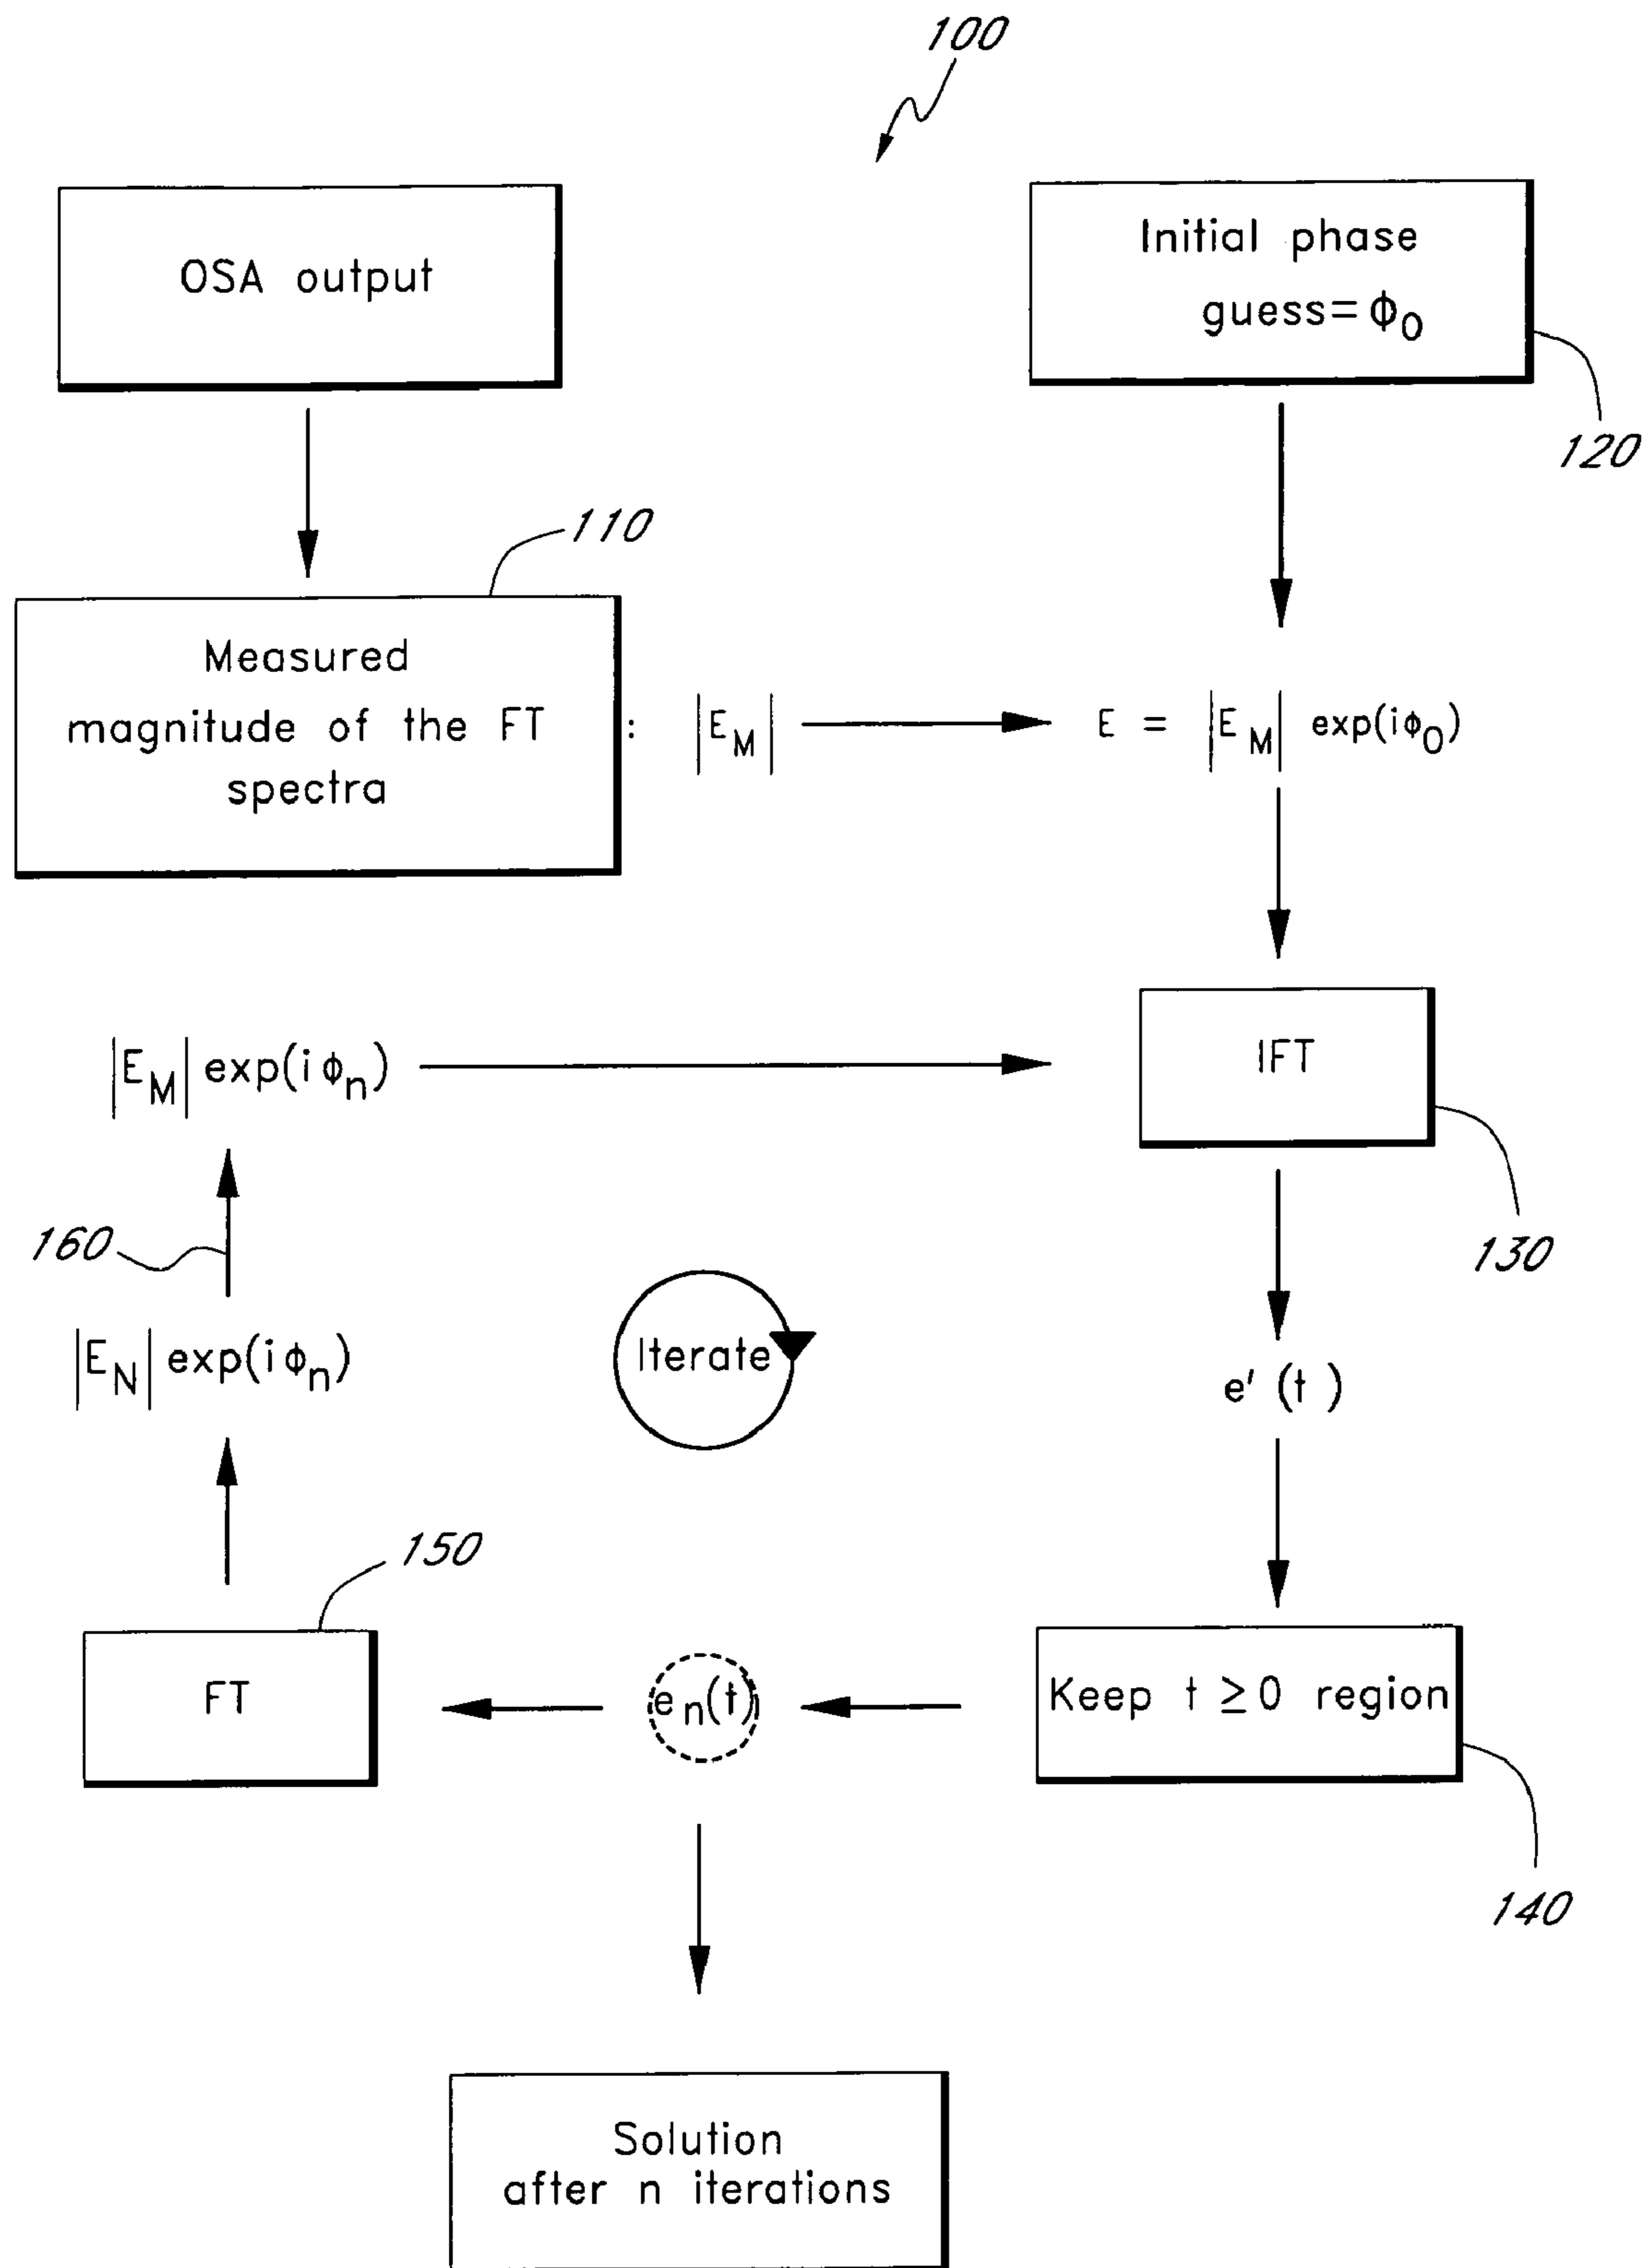 100
OSA output
Initial phase
guess=Φ0
120
110
Measured
magnitude of the FT
spectra
: |EM|
E = |EM| exp(iΦ0)
|EM| exp(iΦn)
IFT
160
130
|EN| exp(iΦn)
Iterate
e' (t )
150
FT
en(t)
Keep t ≥0 region
140
Solution
after n iterations